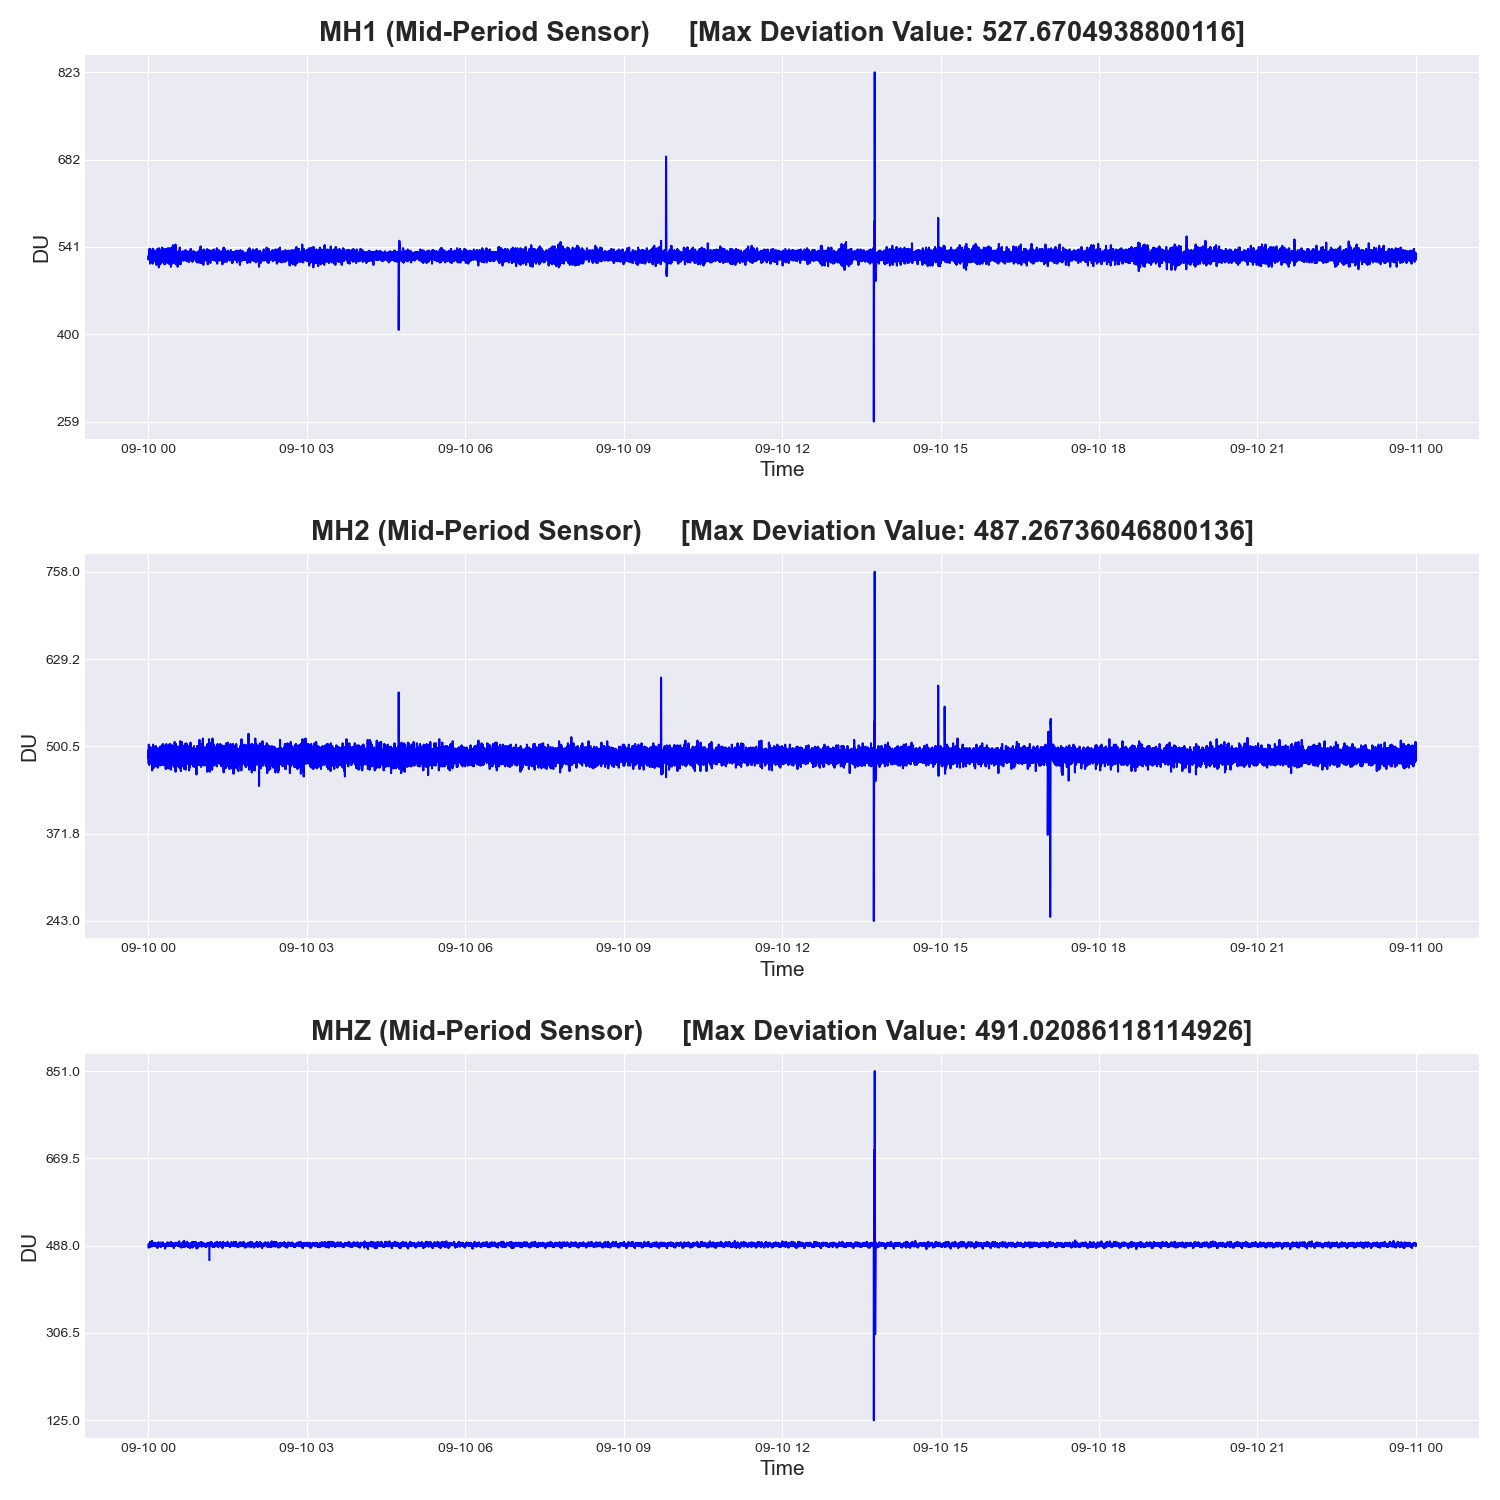 MH1 (Mid-Period Sensor) [Max Deviation Value: 527.6704938800116]
823
682
541
400
259
DU
09-10 00 09-10 03 09-10 06 09-10 09 09-10 12 09-10 15 09-10 18 09-10 21 09-11 00
Time
MH2 (Mid-Period Sensor) [Max Deviation Value: 487.26736046800136]
758.0
629.2
500.5
371.8
243.0
DU
09-10 00 09-10 03 09-10 06 09-10 09 09-10 12 09-10 15 09-10 18 09-10 21 09-11 00
Time
MHZ (Mid-Period Sensor) [Max Deviation Value: 491.02086118114926]
851.0
669.5
488.0
306.5
125.0
DU
09-10 00 09-10 03 09-10 06 09-10 09 09-10 12 09-10 15 09-10 18 09-10 21 09-11 00
Time